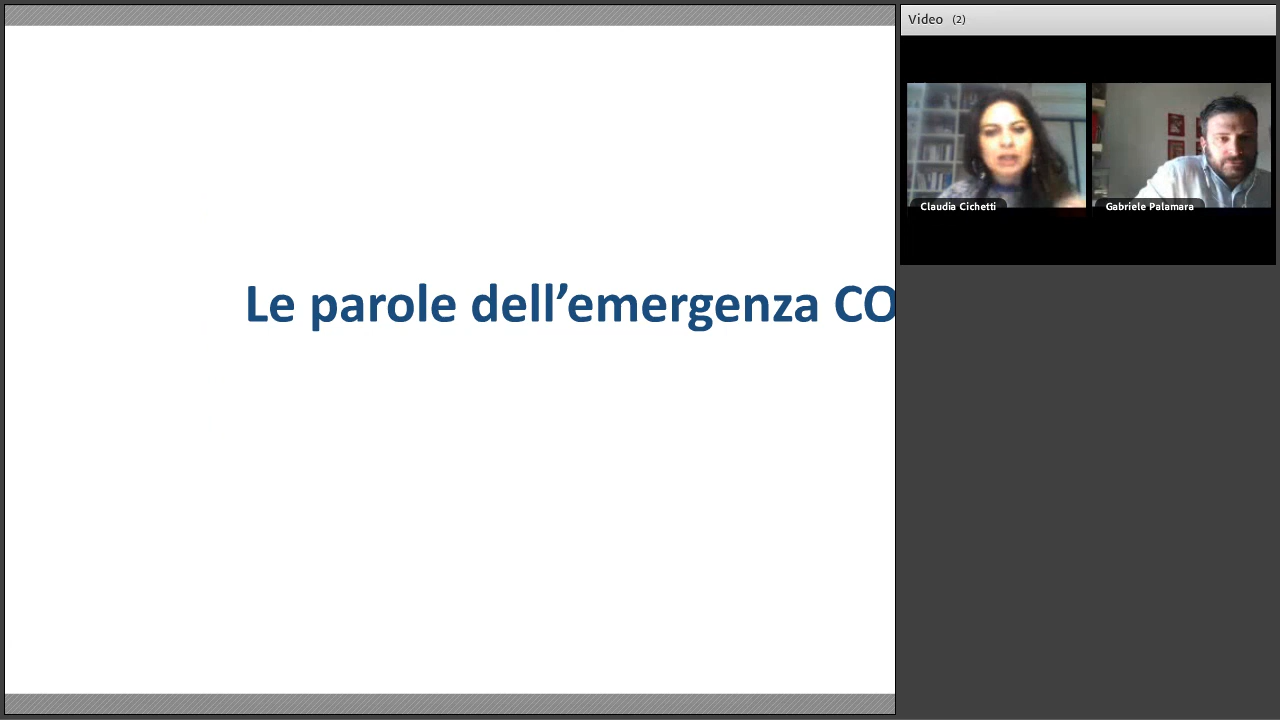 Le parole dell’emergenza CO
Video (2)
Claudia Cichetti
Gabriele Palamara